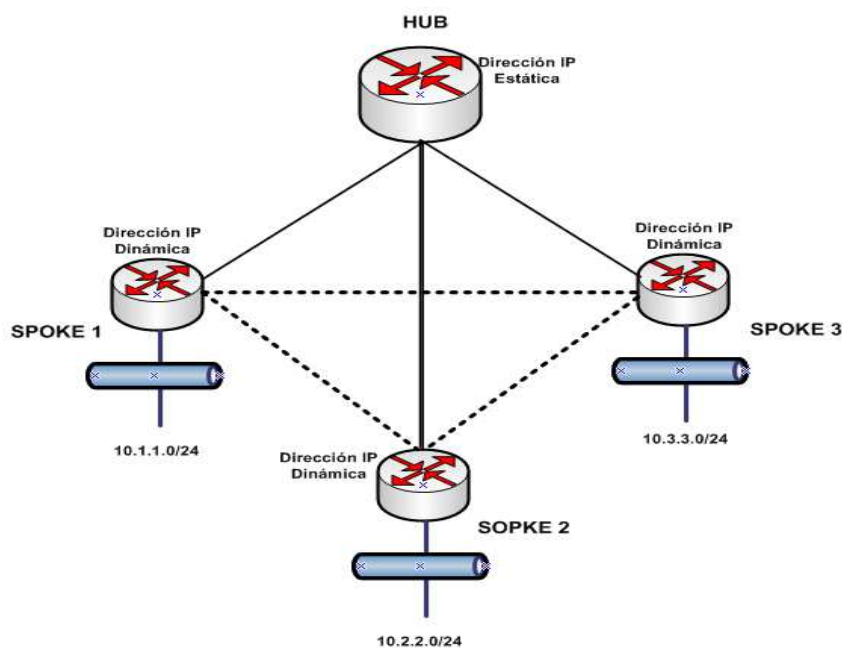 HUB
Dirección IP
Estática
Dirección IP
Dinámica
Dirección IP
Dinámica
SPOKE 1
SPOKE 3
10.1.1.0/24
10.3.3.0/24
Dirección IP
Dinámica
SOPKE 2
10.2.2.0/24